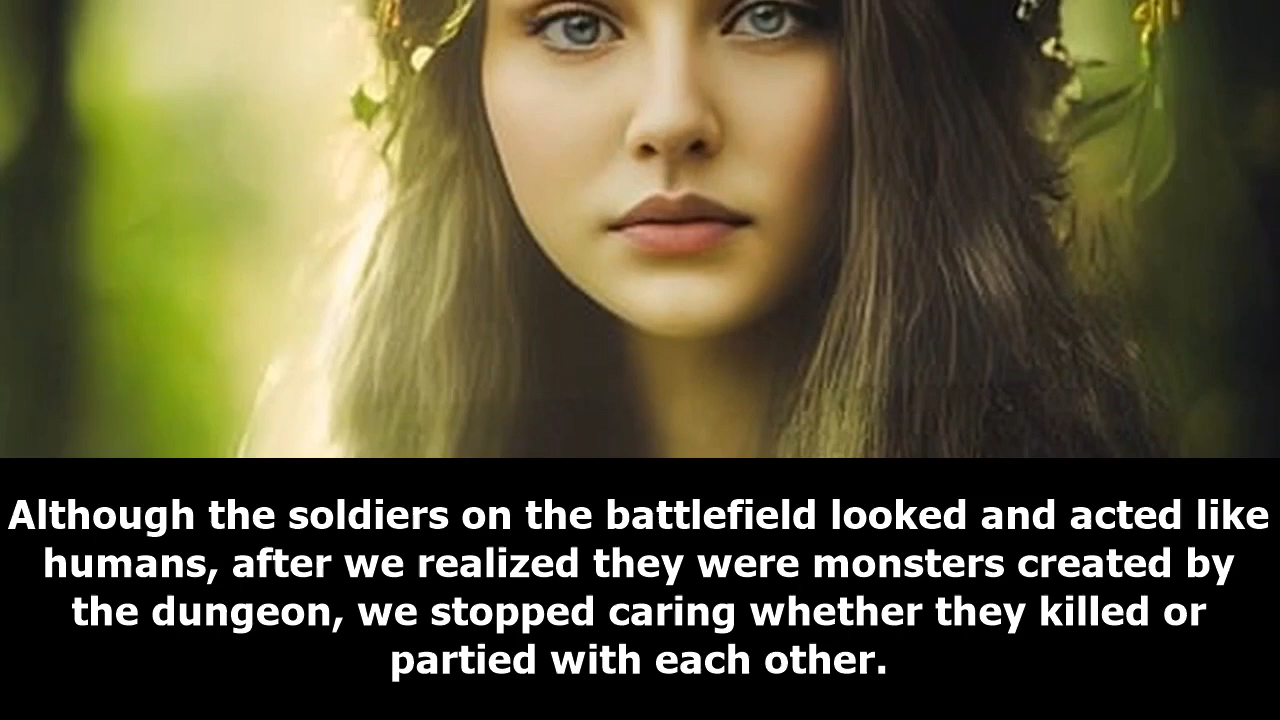 Although the soldiers on the battlefield looked and acted like
humans, after we realized they were monsters created by
the dungeon, we stopped caring whether they killed or
partied with each other.